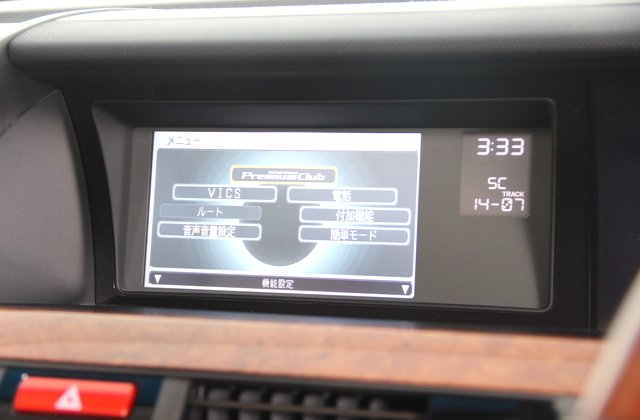 メニュー
internavi
Premium Club
VICS
電話
ルート
付加機能
音声音量設定
簡単モード
機能設定
3:33
SC
TRACK
14-07